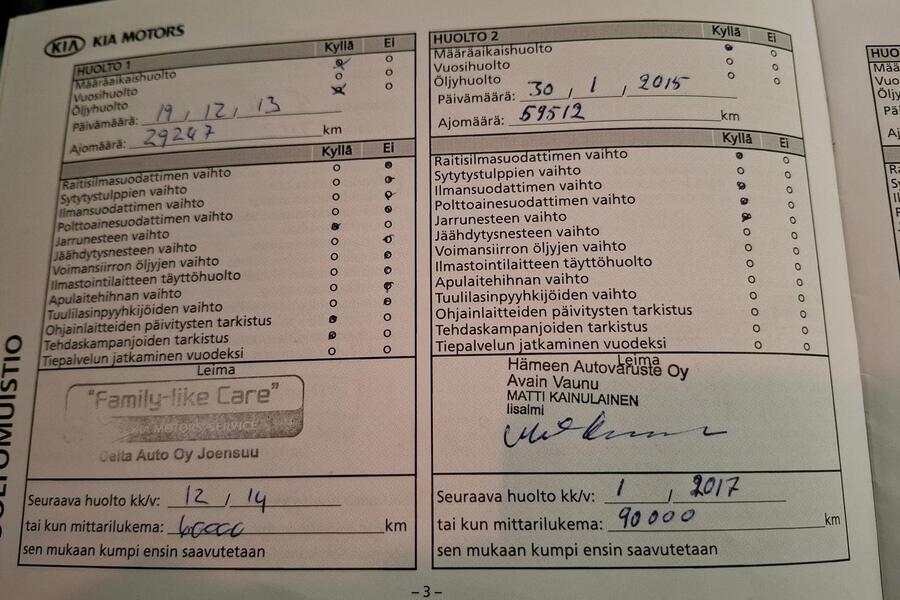 KIA KIA MOTORS
HUOLTO 1 Kyllä Ei
Määräaikaishuolto
Vuosihuolto
Öljyhuolto
Päivämäärä: 19, 12, 13
Ajomäärä: 29247 km
Kyllä Ei
Raitisilmasuodattimen vaihto
Sytytystulppien vaihto
Ilmansuodattimen vaihto
Polttoainesuodattimen vaihto
Jarrunesteen vaihto
Jäähdytysnesteen vaihto
Voimansiirron öljyjen vaihto
Ilmastointilaitteen täyttöhuolto
Apulaitehihnan vaihto
Tuulilasinpyyhkijöiden vaihto
Ohjainlaitteiden päivitysten tarkistus
Tehdaskampanjoiden tarkistus
Tiepalvelun jatkaminen vuodeksi
Leima
"Family-like Care"
KIA MOTORS SERVICE
Delta Auto Oy Joensuu
Seuraava huolto kk/v: 12 / 14
tai kun mittarilukema: 60000 km
sen mukaan kumpi ensin saavutetaan
HUOLTO 2 Kyllä Ei
Määräaikaishuolto
Vuosihuolto
Öljyhuolto
Päivämäärä: 30, 1, 2015
Ajomäärä: 59512 km
Kyllä Ei
Raitisilmasuodattimen vaihto
Sytytystulppien vaihto
Ilmansuodattimen vaihto
Polttoainesuodattimen vaihto
Jarrunesteen vaihto
Jäähdytysnesteen vaihto
Voimansiirron öljyjen vaihto
Ilmastointilaitteen täyttöhuolto
Apulaitehihnan vaihto
Tuulilasinpyyhkijöiden vaihto
Ohjainlaitteiden päivitysten tarkistus
Tehdaskampanjoiden tarkistus
Tiepalvelun jatkaminen vuodeksi
Leima
Hämeen Autovaruste Oy
Avain Vaunu
MATTI KAINULAINEN
Iisalmi
Seuraava huolto kk/v: 1 / 2017
tai kun mittarilukema: 90000 km
sen mukaan kumpi ensin saavutetaan
– 3 –